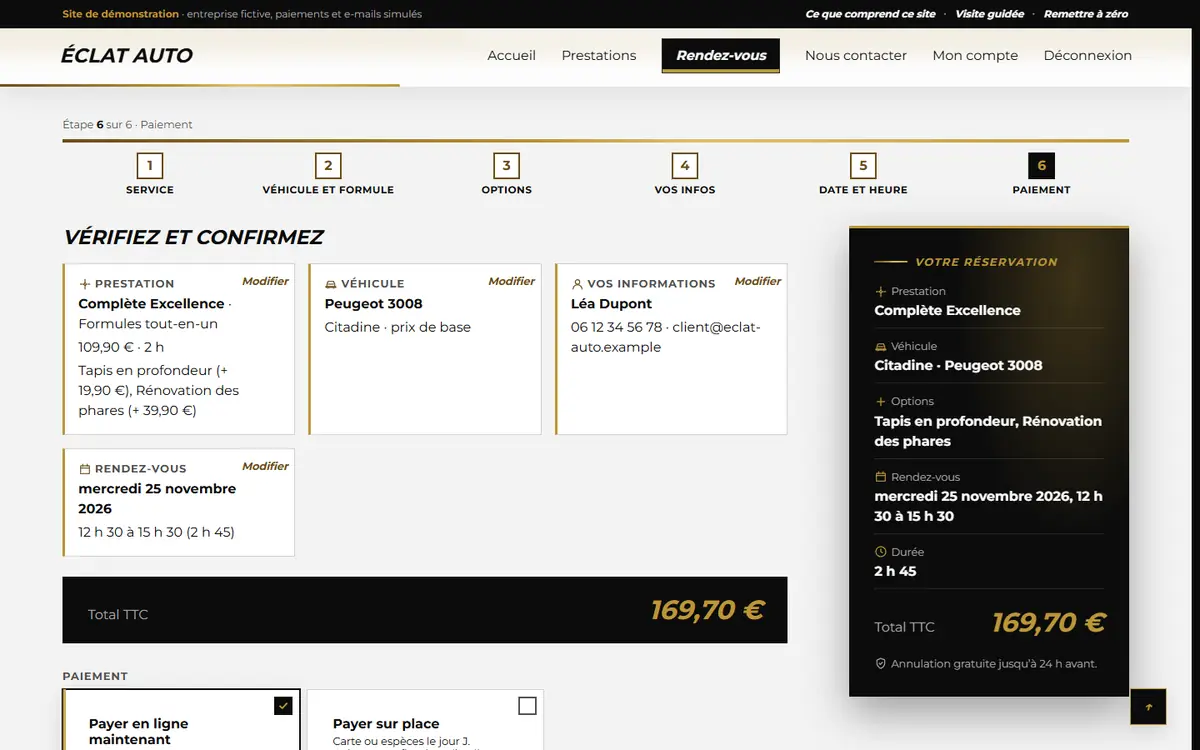 Site de démonstration · entreprise fictive, paiements et e-mails simulés
Ce que comprend ce site · Visite guidée · Remettre à zéro
ÉCLAT AUTO
Accueil
Prestations
Rendez-vous
Nous contacter
Mon compte
Déconnexion
Étape 6 sur 6 · Paiement
1
SERVICE
2
VÉHICULE ET FORMULE
3
OPTIONS
4
VOS INFOS
5
DATE ET HEURE
6
PAIEMENT
VÉRIFIEZ ET CONFIRMEZ
PRESTATION
Modifier
Complète Excellence ·
Formules tout-en-un
109,90 € · 2 h
Tapis en profondeur (+
19,90 €), Rénovation des
phares (+ 39,90 €)
VÉHICULE
Modifier
Peugeot 3008
Citadine · prix de base
VOS INFORMATIONS
Modifier
Léa Dupont
06 12 34 56 78 · client@eclat-
auto.example
RENDEZ-VOUS
Modifier
mercredi 25 novembre
2026
12 h 30 à 15 h 30 (2 h 45)
Total TTC
169,70 €
PAIEMENT
Payer en ligne
maintenant
Payer sur place
Carte ou espèces le jour J.
VOTRE RÉSERVATION
Prestation
Complète Excellence
Véhicule
Citadine · Peugeot 3008
Options
Tapis en profondeur, Rénovation
des phares
Rendez-vous
mercredi 25 novembre 2026, 12 h
30 à 15 h 30
Durée
2 h 45
Total TTC
169,70 €
Annulation gratuite jusqu'à 24 h avant.